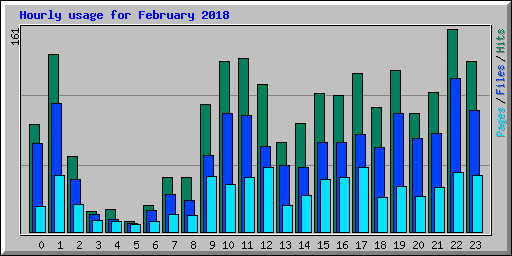 Hourly usage for February 2018
161
Pages/Files/Hits
0 1 2 3 4 5 6 7 8 9 10 11 12 13 14 15 16 17 18 19 20 21 22 23